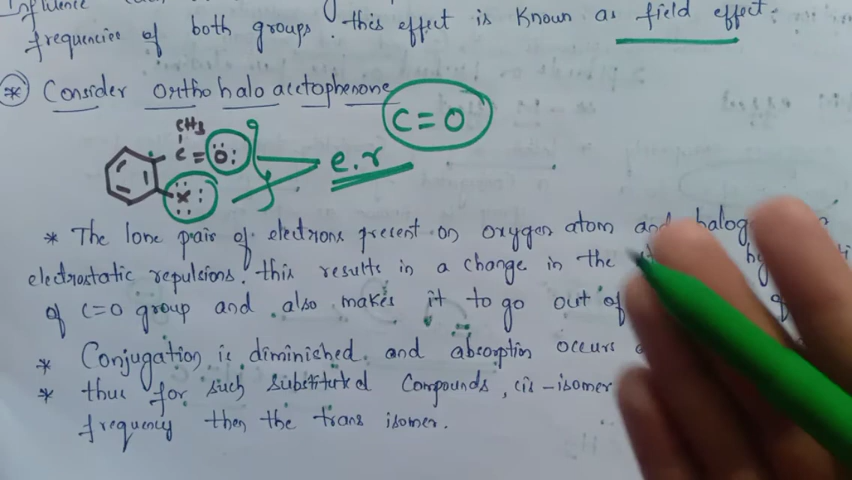 frequencies of both groups. this effect is known as field effect.
* Consider ortho halo acetophenone
C=O
CH3
C=O:
X
e.r
* The lone pair of electrons present on oxygen atom and
electrostatic repulsions. this results in a change in the
of C=O group and also makes it to go out of
* Conjugation is diminished and absorption occurs
* thus for such substituted Compounds, cis-isomer
frequency then the trans isomer.